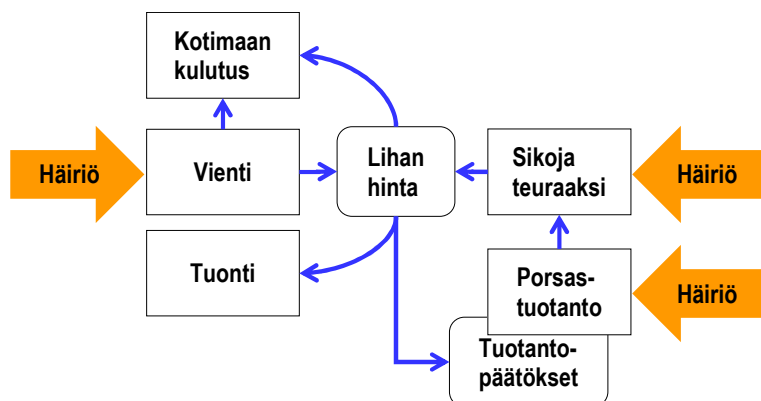 Kotimaan
kulutus
Häiriö
Vienti
Lihan
hinta
Sikoja
teuraaksi
Häiriö
Tuonti
Porsas-
tuotanto
Häiriö
Tuotanto-
päätökset